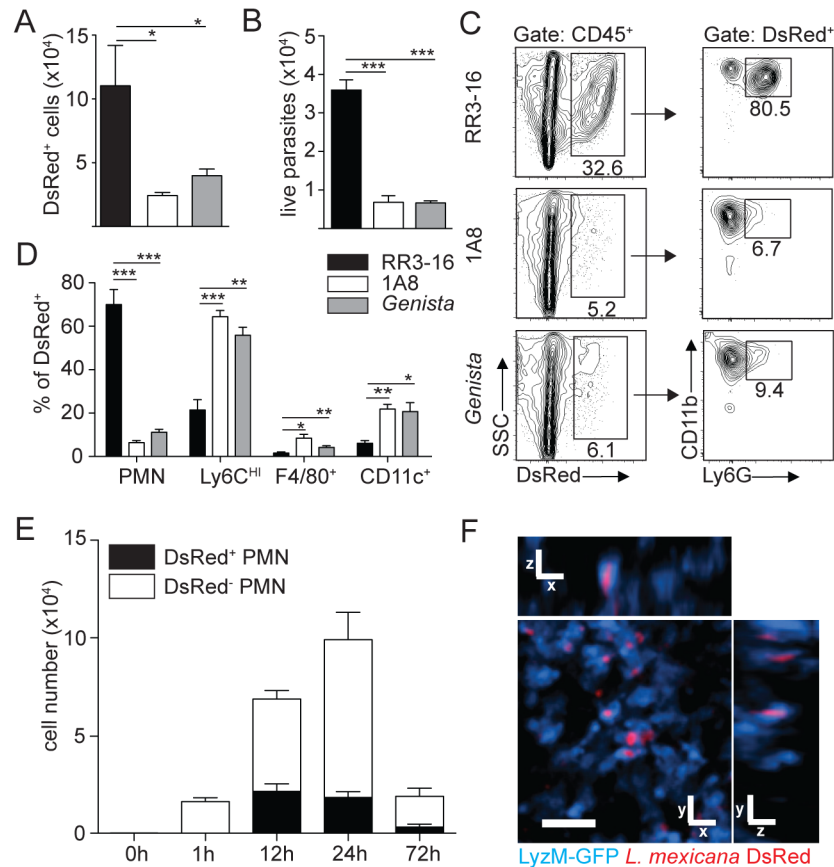 A
DsRed⁺ cells (x10⁴)
15
10
5
*
*
B
live parasites (x10⁴)
5
4
3
2
1
0
***
***
C
Gate: CD45⁺
Gate: DsRed⁺
RR3-16
32.6
80.5
1A8
5.2
6.7
Genista
6.1
9.4
SSC
DsRed
CD11b
Ly6G
D
% of DsRed⁺
80
60
40
20
0
***
***
***
**
*
**
**
*
PMN
Ly6Cᴴᴵ
F4/80⁺
CD11c⁺
RR3-16
1A8
Genista
E
cell number (x10⁴)
15
10
5
0
DsRed⁺ PMN
DsRed⁻ PMN
0h
1h
12h
24h
72h
F
z
x
y
x
y
z
LyzM-GFP L. mexicana DsRed